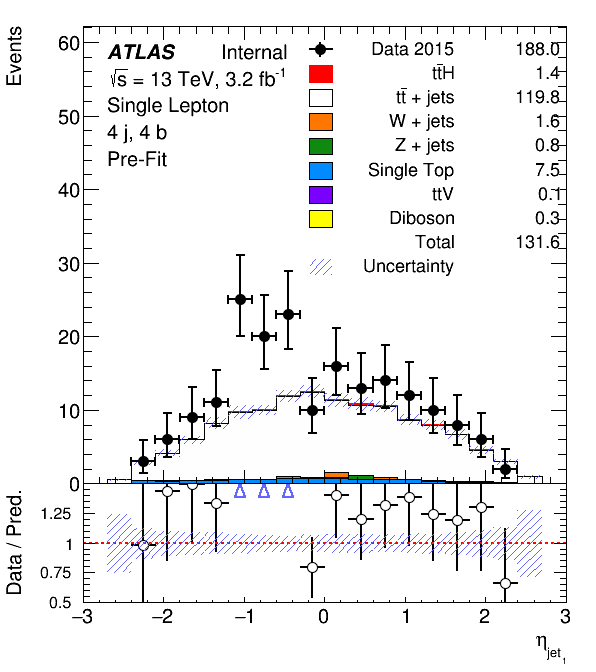 Events
60
50
40
30
20
10
0
ATLAS Internal
√s = 13 TeV, 3.2 fb⁻¹
Single Lepton
4 j, 4 b
Pre-Fit
Data 2015 188.0
tt̄H 1.4
tt̄ + jets 119.8
W + jets 1.6
Z + jets 0.8
Single Top 7.5
ttV 0.1
Diboson 0.3
Total 131.6
Uncertainty
Data / Pred.
1.25
1
0.75
0.5
−3 −2 −1 0 1 2 3
η jet₁